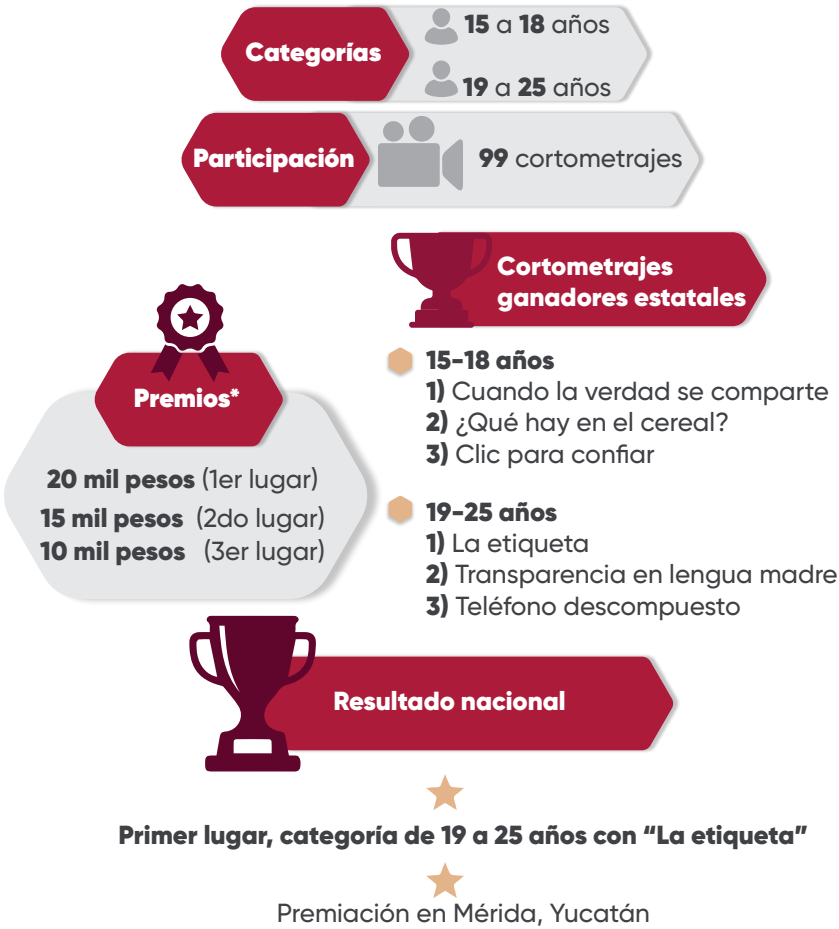 Categorías
15 a 18 años
19 a 25 años
Participación
99 cortometrajes
Cortometrajes
ganadores estatales
15-18 años
1) Cuando la verdad se comparte
2) ¿Qué hay en el cereal?
3) Clic para confiar
19-25 años
1) La etiqueta
2) Transparencia en lengua madre
3) Teléfono descompuesto
Premios*
20 mil pesos (1er lugar)
15 mil pesos (2do lugar)
10 mil pesos (3er lugar)
Resultado nacional
Primer lugar, categoría de 19 a 25 años con “La etiqueta”
Premiación en Mérida, Yucatán